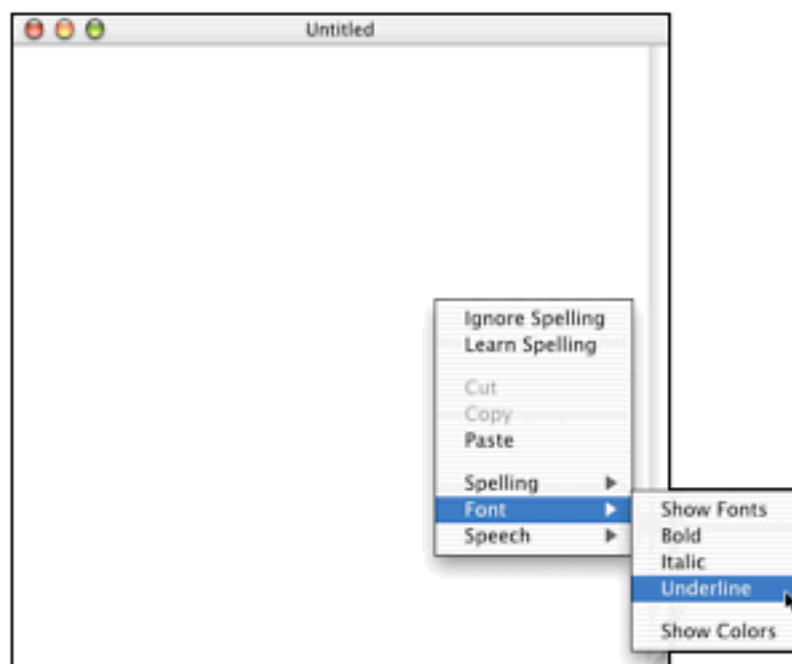 Untitled
Ignore Spelling
Learn Spelling
Cut
Copy
Paste
Spelling
Font
Speech
Show Fonts
Bold
Italic
Underline
Show Colors